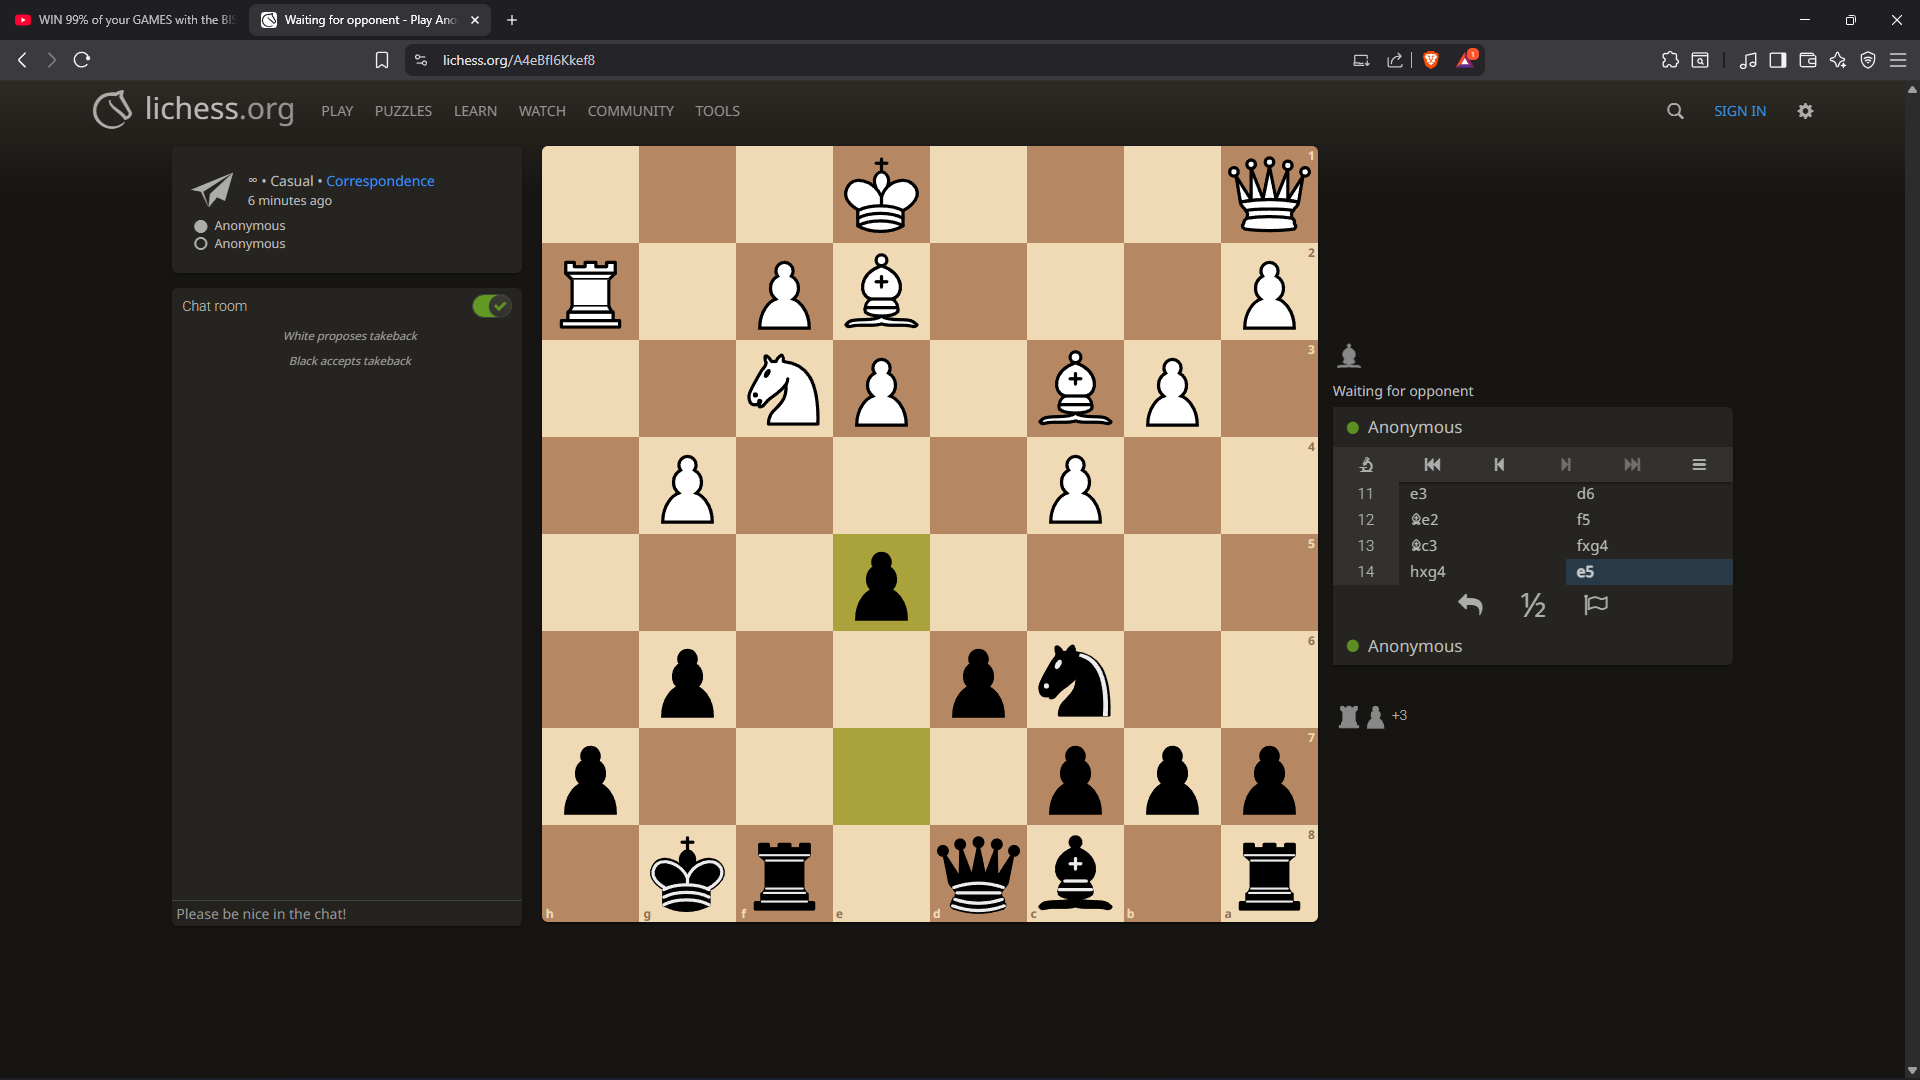 WIN 99% of your GAMES with the BIS
Waiting for opponent - Play Ano
lichess.org/A4eBfI6Kkef8
1
lichess.org
PLAY
PUZZLES
LEARN
WATCH
COMMUNITY
TOOLS
SIGN IN
∞ • Casual • Correspondence
6 minutes ago
Anonymous
Anonymous
Chat room
White proposes takeback
Black accepts takeback
Please be nice in the chat!
1
2
3
4
5
6
7
8
h g f e d c b a
Waiting for opponent
Anonymous
11 e3 d6
12 ♗e2 f5
13 ♗c3 fxg4
14 hxg4 e5
½
Anonymous
+3